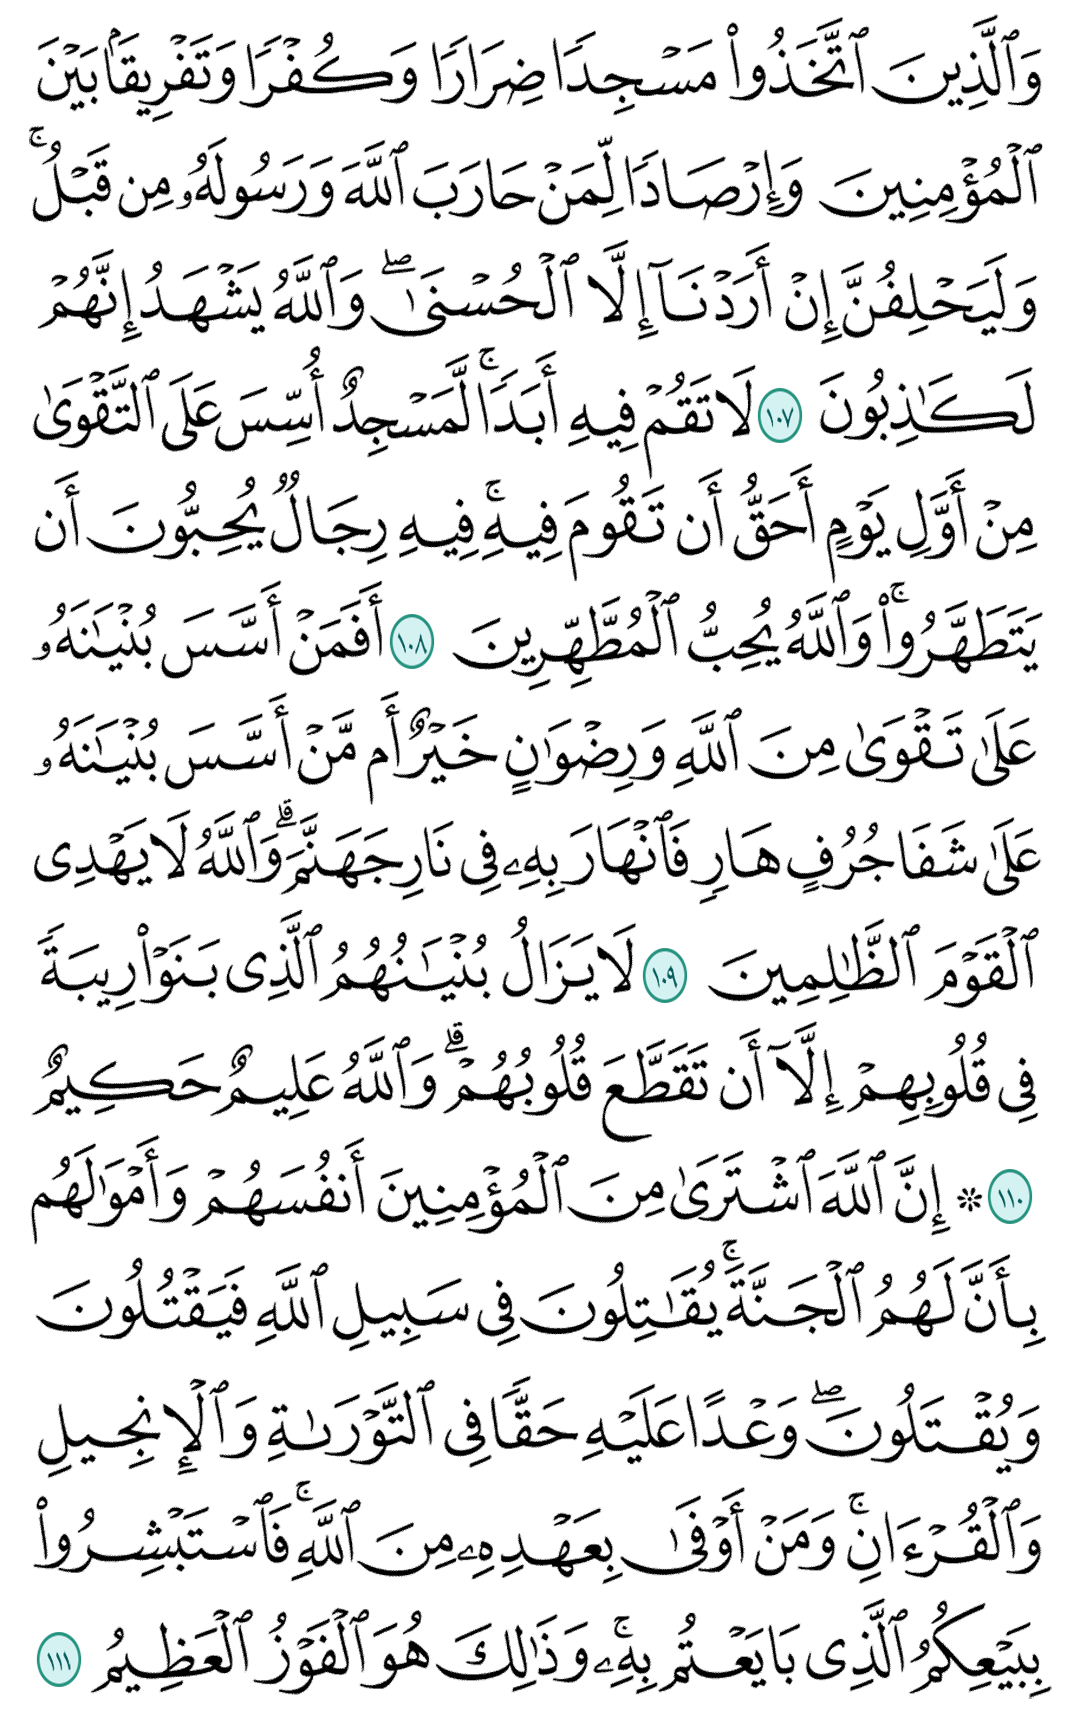 وَٱلَّذِينَ ٱتَّخَذُواْ مَسۡجِدٗا ضِرَارٗا وَكُفۡرٗا وَتَفۡرِيقَۢا بَيۡنَ
ٱلۡمُؤۡمِنِينَ وَإِرۡصَادٗا لِّمَنۡ حَارَبَ ٱللَّهَ وَرَسُولَهُۥ مِن قَبۡلُۚ
وَلَيَحۡلِفُنَّ إِنۡ أَرَدۡنَآ إِلَّا ٱلۡحُسۡنَىٰۖ وَٱللَّهُ يَشۡهَدُ إِنَّهُمۡ
لَكَٰذِبُونَ ١٠٧ لَا تَقُمۡ فِيهِ أَبَدٗاۚ لَّمَسۡجِدٌ أُسِّسَ عَلَى ٱلتَّقۡوَىٰ
مِنۡ أَوَّلِ يَوۡمٍ أَحَقُّ أَن تَقُومَ فِيهِۚ فِيهِ رِجَالٞ يُحِبُّونَ أَن
يَتَطَهَّرُواْۚ وَٱللَّهُ يُحِبُّ ٱلۡمُطَّهِّرِينَ ١٠٨ أَفَمَنۡ أَسَّسَ بُنۡيَٰنَهُۥ
عَلَىٰ تَقۡوَىٰ مِنَ ٱللَّهِ وَرِضۡوَٰنٍ خَيۡرٌ أَم مَّنۡ أَسَّسَ بُنۡيَٰنَهُۥ
عَلَىٰ شَفَا جُرُفٍ هَارٖ فَٱنۡهَارَ بِهِۦ فِي نَارِ جَهَنَّمَۗ وَٱللَّهُ لَا يَهۡدِي
ٱلۡقَوۡمَ ٱلظَّٰلِمِينَ ١٠٩ لَا يَزَالُ بُنۡيَٰنُهُمُ ٱلَّذِي بَنَوۡاْ رِيبَةٗ
فِي قُلُوبِهِمۡ إِلَّآ أَن تَقَطَّعَ قُلُوبُهُمۡۗ وَٱللَّهُ عَلِيمٌ حَكِيمٌ
١١٠ ۞ إِنَّ ٱللَّهَ ٱشۡتَرَىٰ مِنَ ٱلۡمُؤۡمِنِينَ أَنفُسَهُمۡ وَأَمۡوَٰلَهُم
بِأَنَّ لَهُمُ ٱلۡجَنَّةَۚ يُقَٰتِلُونَ فِي سَبِيلِ ٱللَّهِ فَيَقۡتُلُونَ
وَيُقۡتَلُونَۖ وَعۡدًا عَلَيۡهِ حَقّٗا فِي ٱلتَّوۡرَىٰةِ وَٱلۡإِنجِيلِ
وَٱلۡقُرۡءَانِۚ وَمَنۡ أَوۡفَىٰ بِعَهۡدِهِۦ مِنَ ٱللَّهِۚ فَٱسۡتَبۡشِرُواْ
بِبَيۡعِكُمُ ٱلَّذِي بَايَعۡتُم بِهِۦۚ وَذَٰلِكَ هُوَ ٱلۡفَوۡزُ ٱلۡعَظِيمُ ١١١